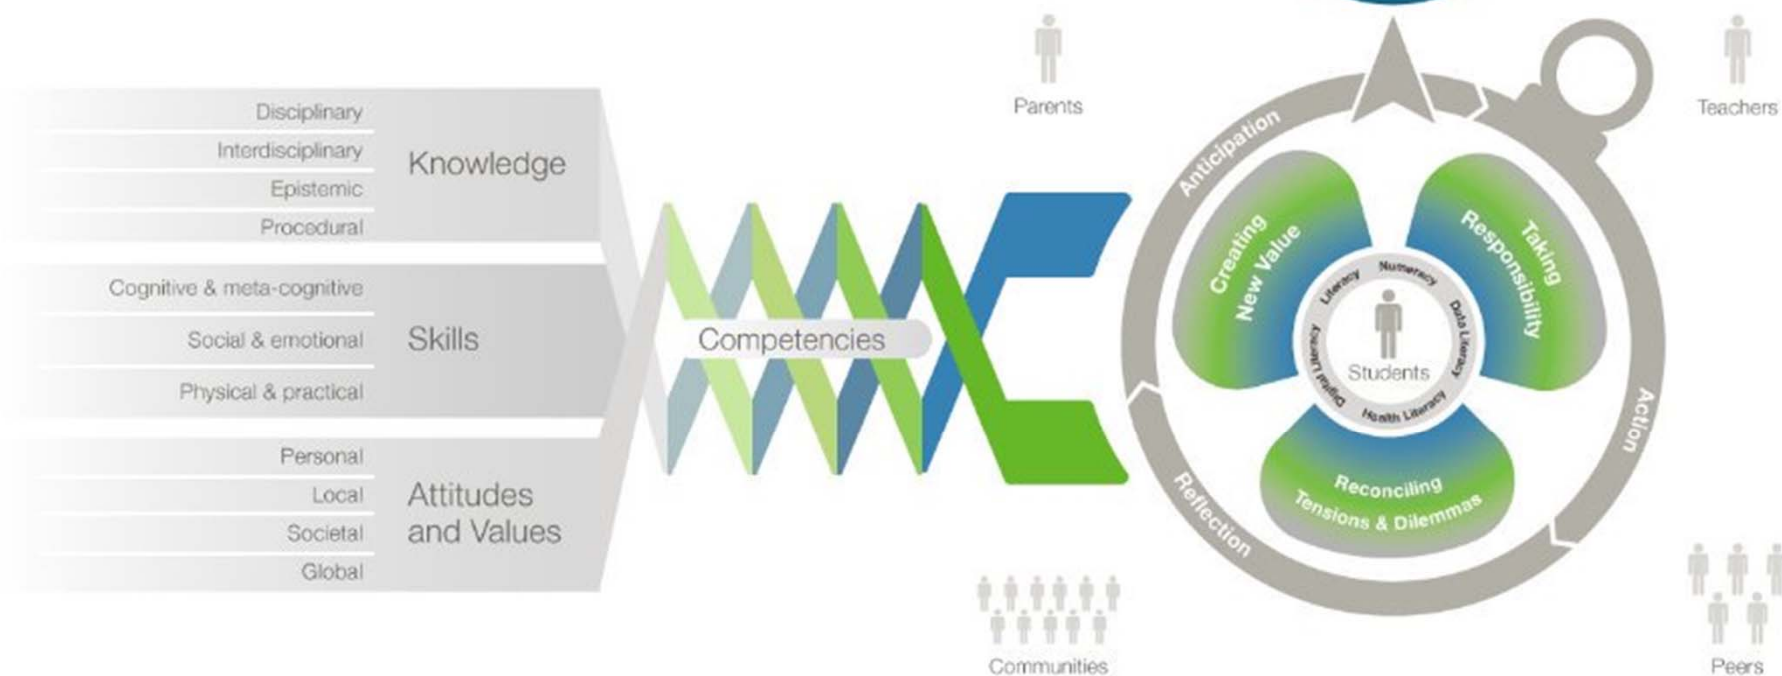 Disciplinary
Interdisciplinary
Epistemic
Procedural
Knowledge
Cognitive & meta-cognitive
Social & emotional
Physical & practical
Skills
Personal
Local
Societal
Global
Attitudes
and Values
Competencies
Parents
Teachers
Communities
Peers
Anticipation
Action
Reflection
Creating
New Value
Taking
Responsibility
Reconciling
Tensions & Dilemmas
Literacy
Numeracy
Data Literacy
Health Literacy
Digital Literacy
Students